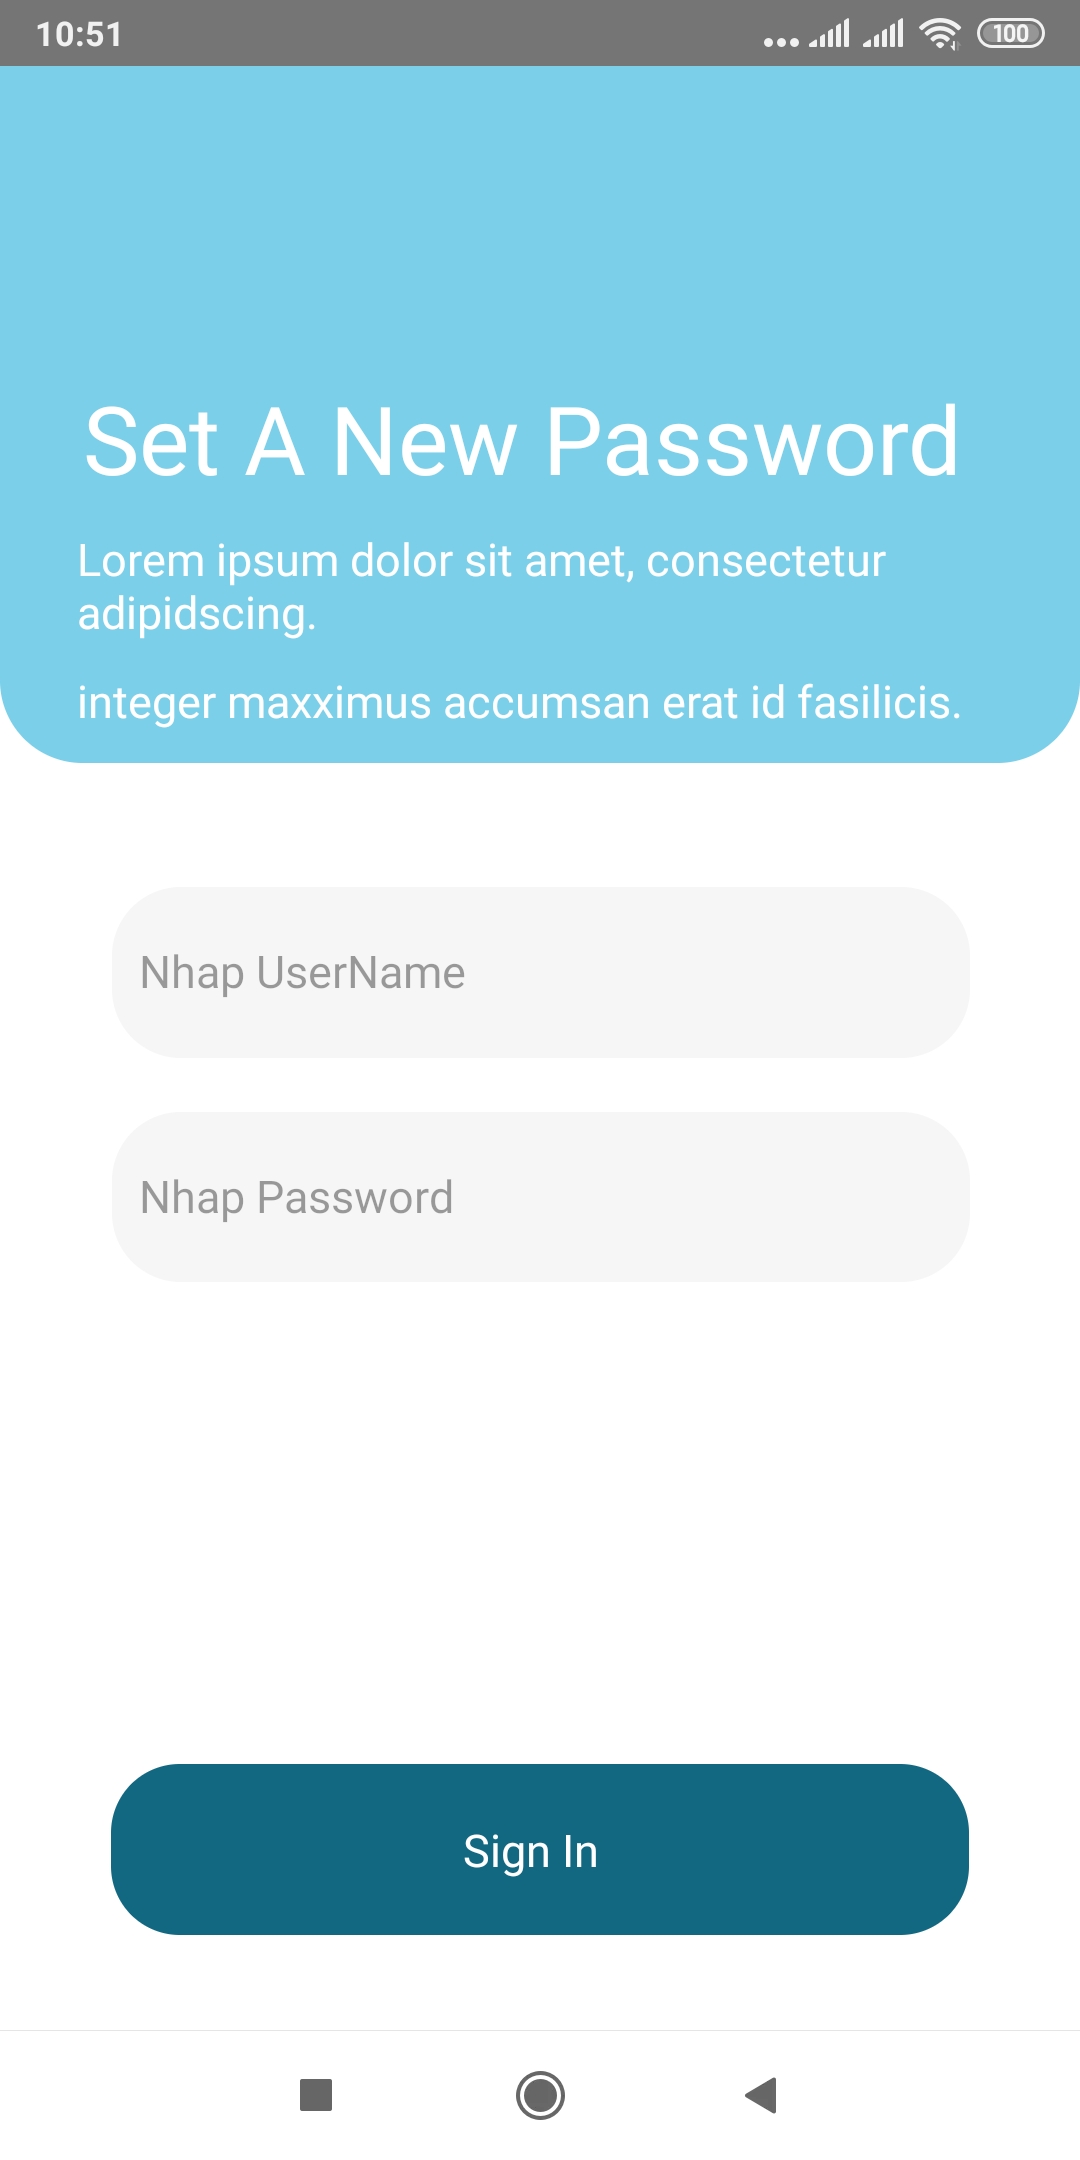 10:51
100
Set A New Password
Lorem ipsum dolor sit amet, consectetur
adipidscing.
integer maxximus accumsan erat id fasilicis.
Nhap UserName
Nhap Password
Sign In